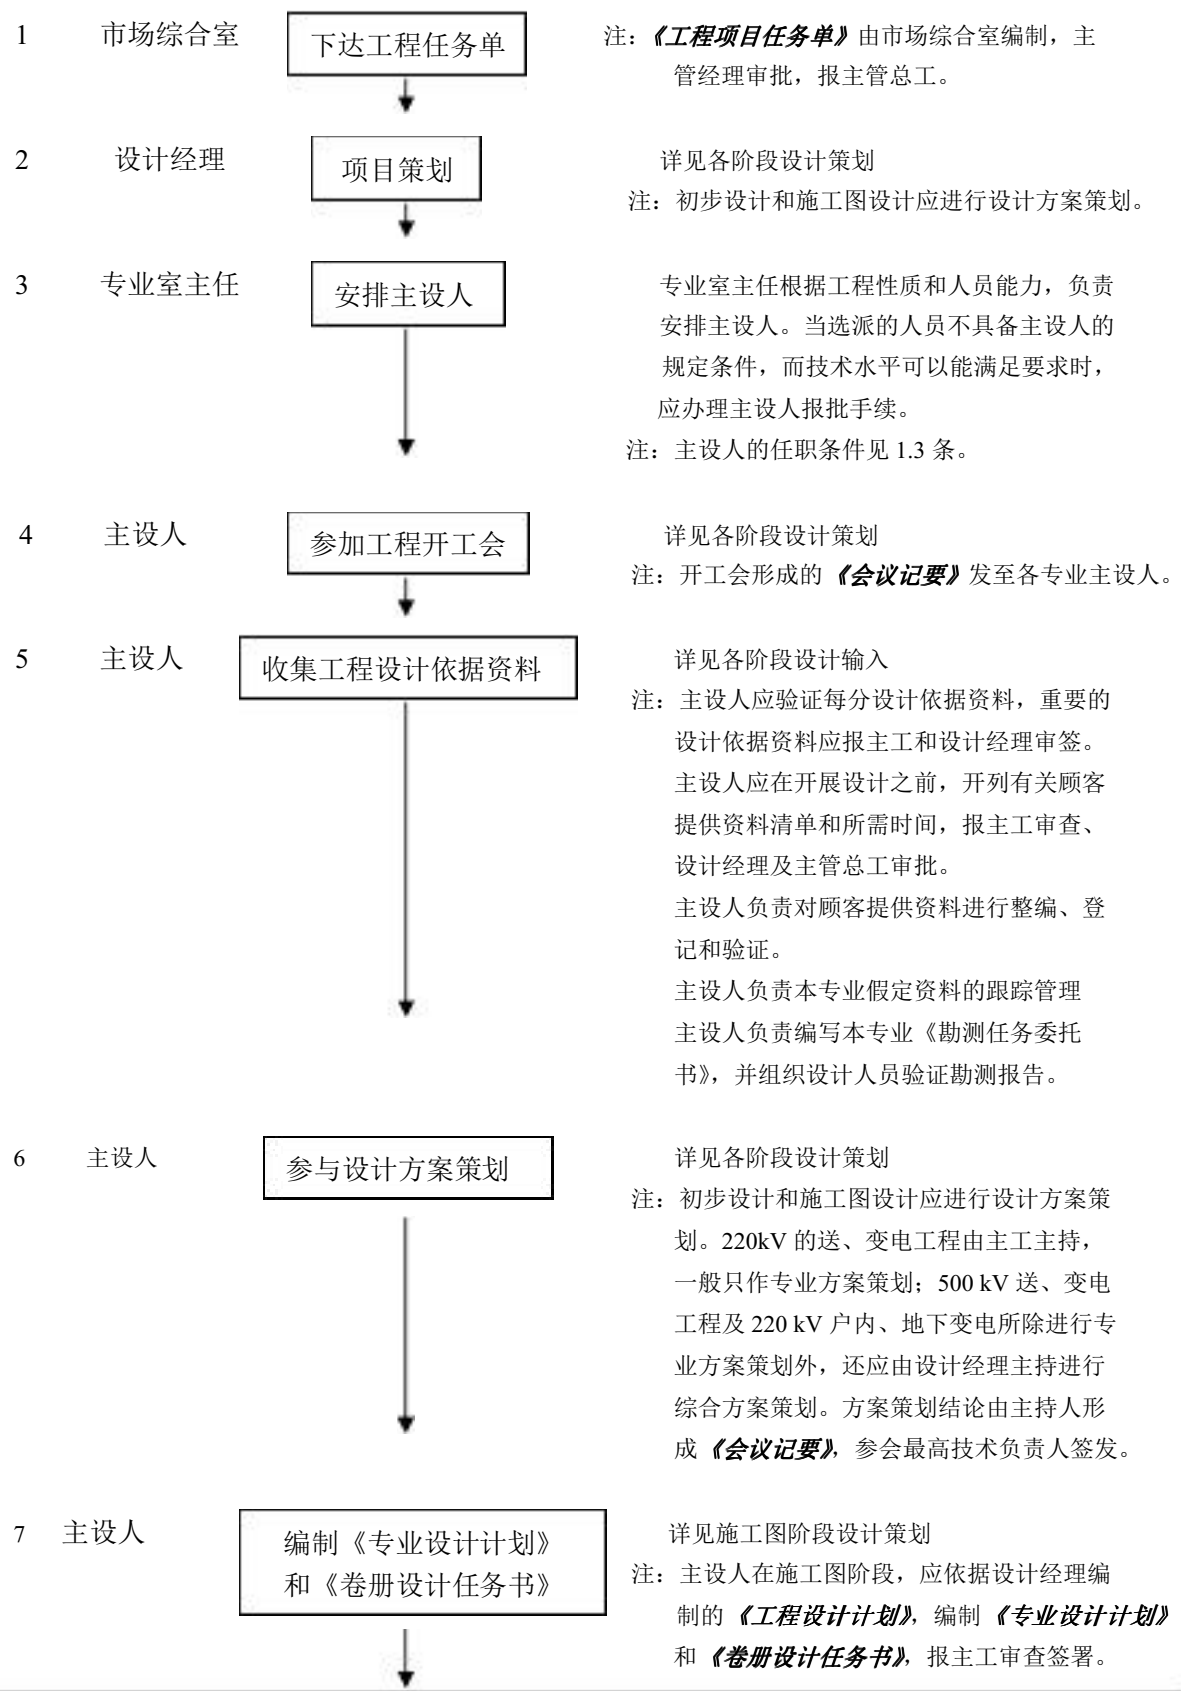 1 市场综合室 下达工程任务单 注：《工程项目任务单》由市场综合室编制，主
管经理审批，报主管总工。
2 设计经理 项目策划 详见各阶段设计策划
注：初步设计和施工图设计应进行设计方案策划。
3 专业室主任 安排主设人 专业室主任根据工程性质和人员能力，负责
安排主设人。当选派的人员不具备主设人的
规定条件，而技术水平可以能满足要求时，
应办理主设人报批手续。
注：主设人的任职条件见 1.3 条。
4 主设人 参加工程开工会 详见各阶段设计策划
注：开工会形成的《会议记要》发至各专业主设人。
5 主设人 收集工程设计依据资料 详见各阶段设计输入
注：主设人应验证每分设计依据资料，重要的
设计依据资料应报主工和设计经理审签。
主设人应在开展设计之前，开列有关顾客
提供资料清单和所需时间，报主工审查、
设计经理及主管总工审批。
主设人负责对顾客提供资料进行整编、登
记和验证。
主设人负责本专业假定资料的跟踪管理
主设人负责编写本专业《勘测任务委托
书》，并组织设计人员验证勘测报告。
6 主设人 参与设计方案策划 详见各阶段设计策划
注：初步设计和施工图设计应进行设计方案策
划。220kV 的送、变电工程由主工主持，
一般只作专业方案策划；500 kV 送、变电
工程及 220 kV 户内、地下变电所除进行专
业方案策划外，还应由设计经理主持进行
综合方案策划。方案策划结论由主持人形
成《会议记要》，参会最高技术负责人签发。
7 主设人 编制《专业设计计划》 详见施工图阶段设计策划
和《卷册设计任务书》 注：主设人在施工图阶段，应依据设计经理编
制的《工程设计计划》，编制《专业设计计划》
和《卷册设计任务书》，报主工审查签署。